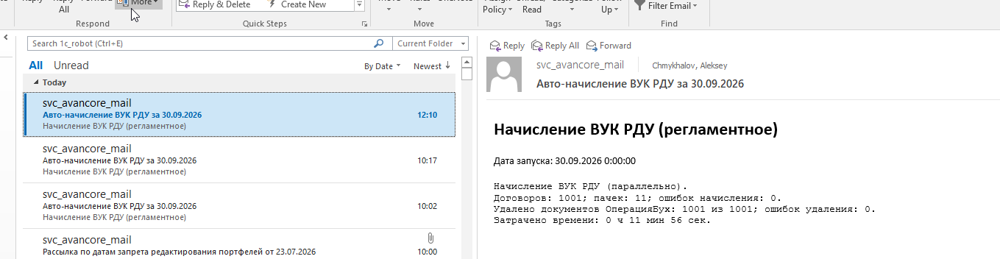 Reply
All
More
Respond
Reply & Delete
Create New
Quick Steps
Move
Assign
Policy
Unread/
Read
Categorize
Follow
Up
Tags
Filter Email
Find
Search 1c_robot (Ctrl+E)
Current Folder
All Unread
By Date Newest
Today
svc_avancore_mail
Авто-начисление ВУК РДУ за 30.09.2026 12:10
Начисление ВУК РДУ (регламентное)
svc_avancore_mail
Авто-начисление ВУК РДУ за 30.09.2026 10:17
Начисление ВУК РДУ (регламентное)
svc_avancore_mail
Авто-начисление ВУК РДУ за 30.09.2026 10:02
Начисление ВУК РДУ (регламентное)
svc_avancore_mail
Рассылка по датам запрета редактирования портфелей от 23.07.2026 10:00
Reply Reply All Forward
svc_avancore_mail Chmykhalov, Aleksey
Авто-начисление ВУК РДУ за 30.09.2026
Начисление ВУК РДУ (регламентное)
Дата запуска: 30.09.2026 0:00:00
Начисление ВУК РДУ (параллельно).
Договоров: 1001; пачек: 11; ошибок начисления: 0.
Удалено документов ОперацияБух: 1001 из 1001; ошибок удаления: 0.
Затрачено времени: 0 ч 11 мин 56 сек.